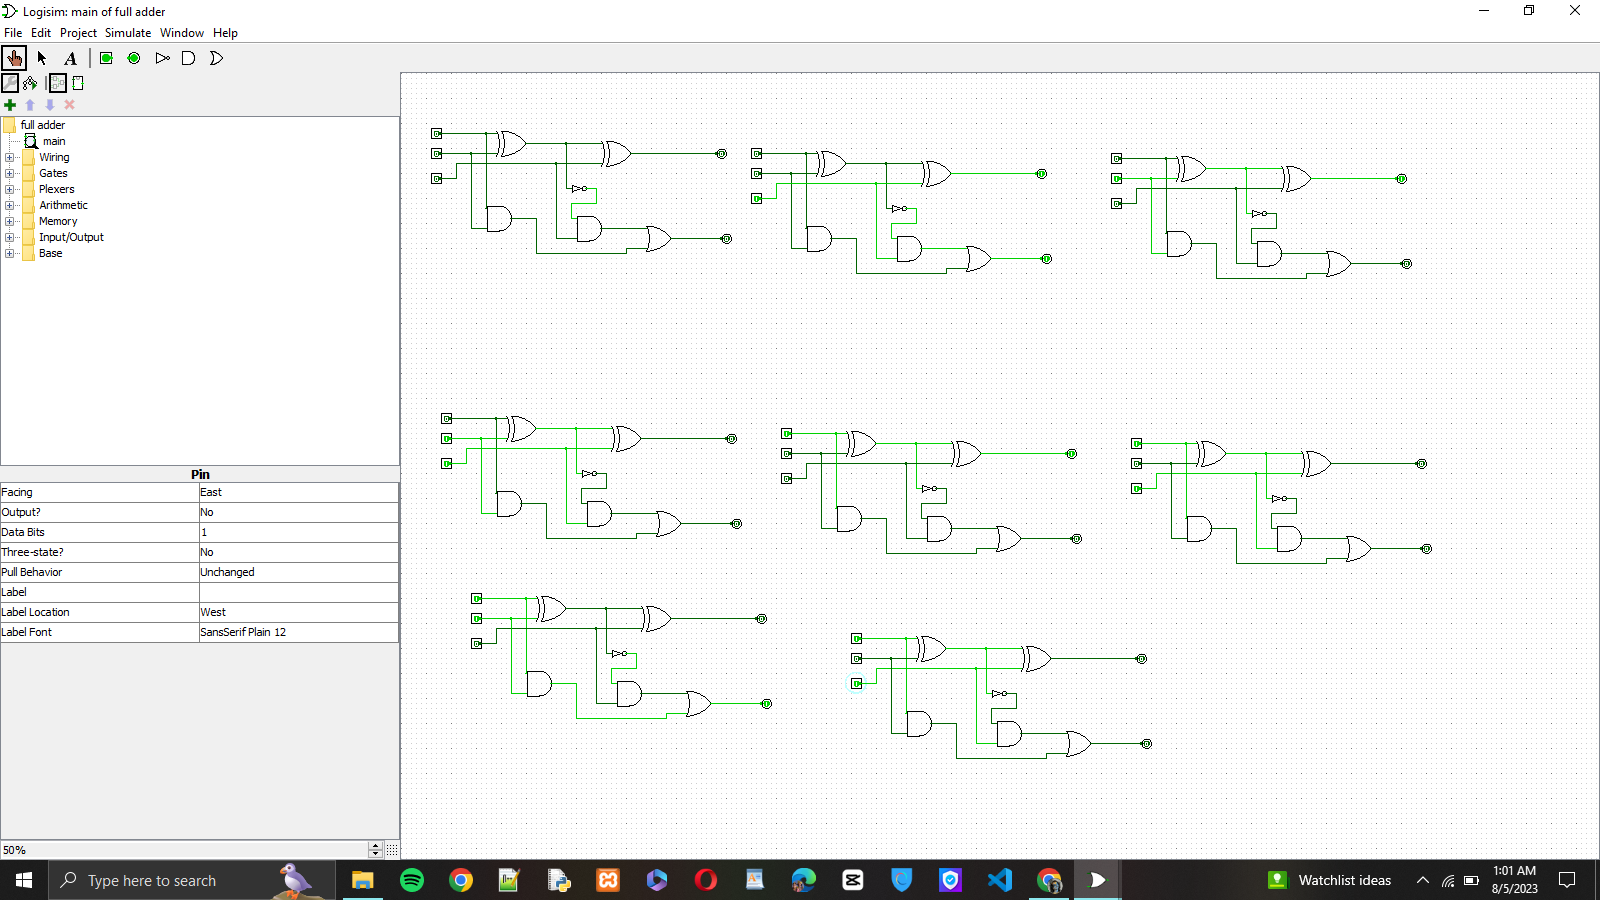 Logisim: main of full adder
File Edit Project Simulate Window Help
A
full adder
main
Wiring
Gates
Plexers
Arithmetic
Memory
Input/Output
Base
Pin
Facing East
Output? No
Data Bits 1
Three-state? No
Pull Behavior Unchanged
Label
Label Location West
Label Font SansSerif Plain 12
50%
Type here to search
Watchlist ideas
1:01 AM
8/5/2023